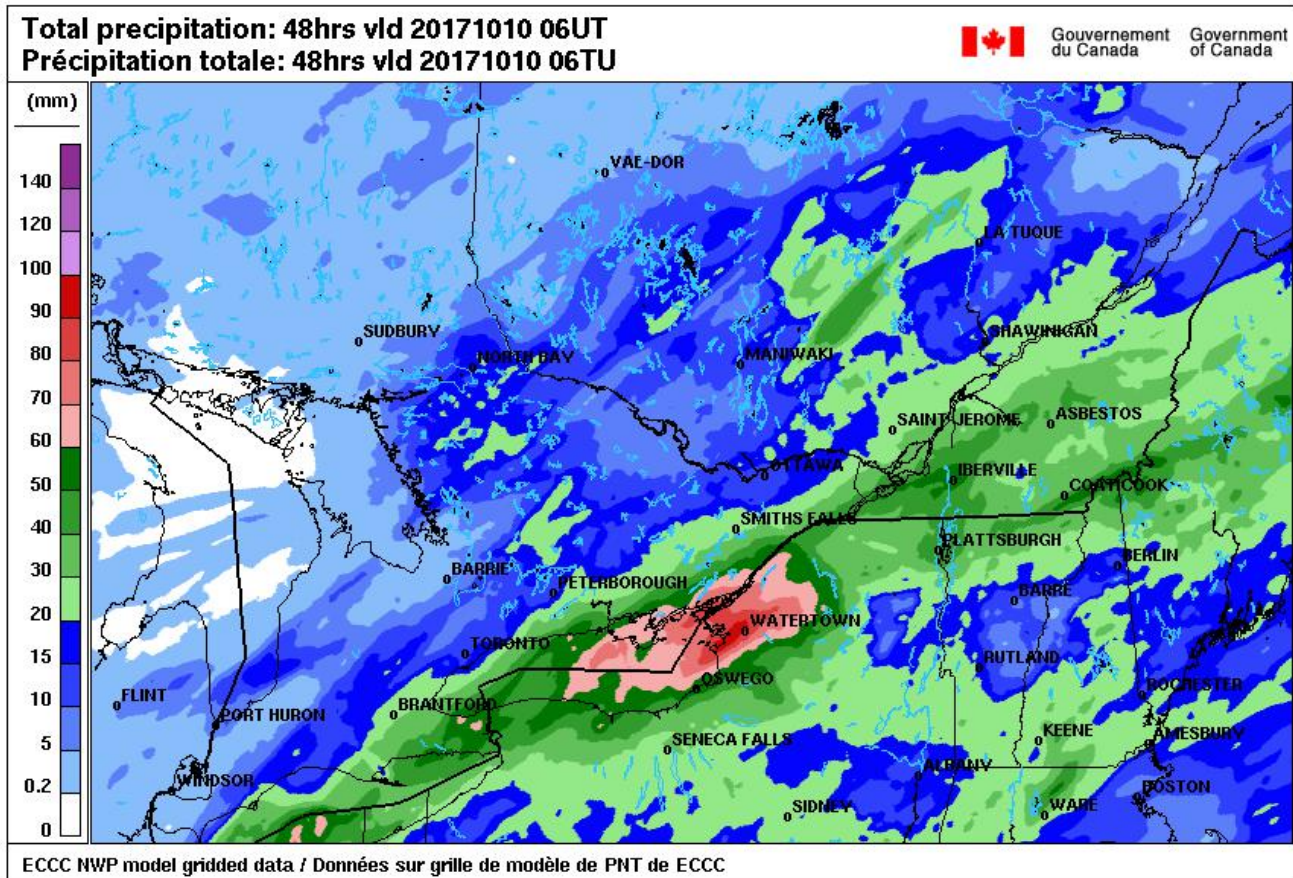 Total precipitation: 48hrs vld 20171010 06UT
Précipitation totale: 48hrs vld 20171010 06TU
Gouvernement du Canada
Government of Canada
(mm)
140
120
100
90
80
70
60
50
40
30
20
15
10
5
0.2
0
VAE-DOR
LA TUQUE
SUDBURY
SHAWINIGAN
NORTH BAY
MANIWAKI
ASBESTOS
SAINT-JEROME
OTTAWA
IBERVILLE
COATICOOK
SMITHS FALLS
PLATTSBURGH
BERLIN
BARRIE
PETERBOROUGH
BARRE
WATERTOWN
TORONTO
RUTLAND
OSWEGO
ROCHESTER
FLINT
BRANTFORD
PORT HURON
SENECA FALLS
KEENE
AMESBURY
ALBANY
WINDSOR
BOSTON
SIDNEY
WARE
ECCC NWP model gridded data / Données sur grille de modèle de PNT de ECCC